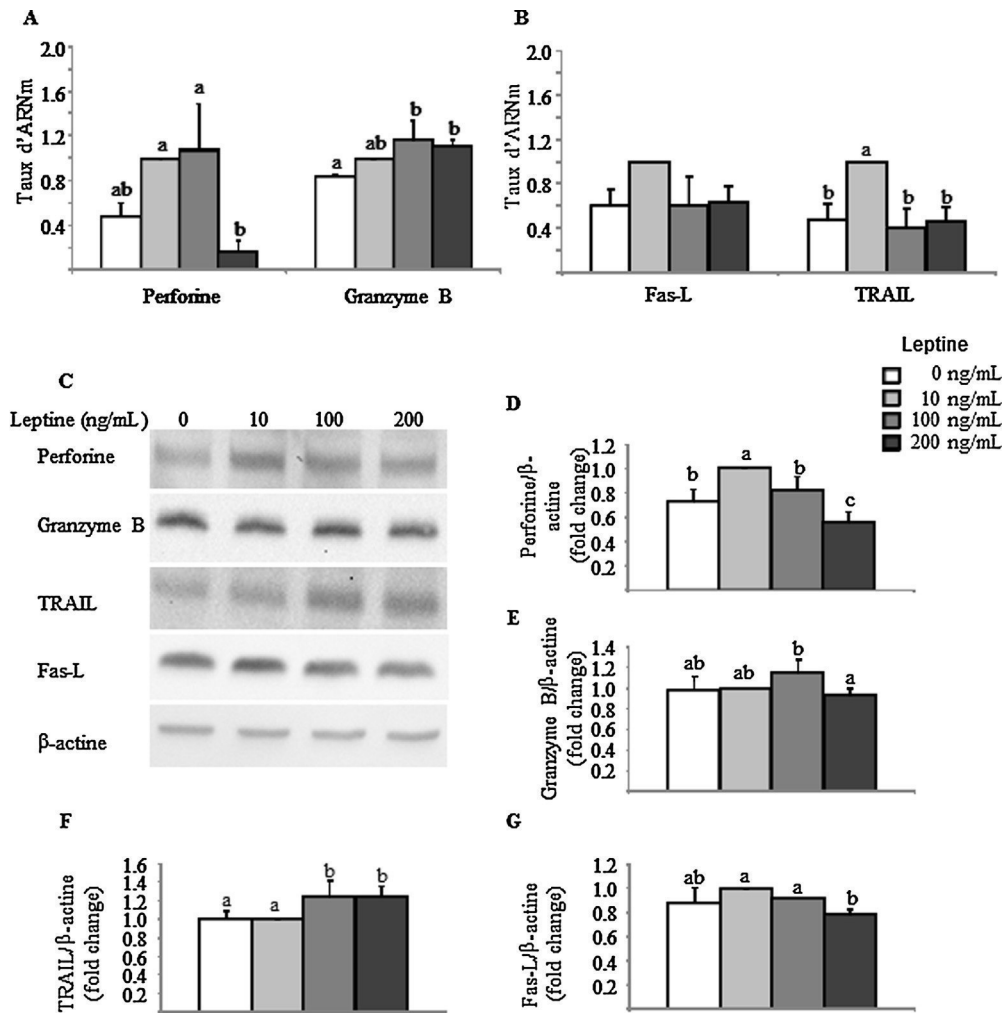 A
Taux d'ARNm
2.0
1.6
1.2
0.8
0.4
ab
a
a
b
a
ab
b
b
Perforine
Granzyme B
B
Taux d'ARNm
2.0
1.6
1.2
0.8
0.4
b
a
b
b
Fas-L
TRAIL
Leptine
0 ng/mL
10 ng/mL
100 ng/mL
200 ng/mL
C
Leptine (ng/mL)
0
10
100
200
Perforine
Granzyme B
TRAIL
Fas-L
β-actine
D
Perforine/β-
actine
(fold change)
1.2
1.0
0.8
0.6
0.4
0.2
b
a
b
c
E
Granzyme B/β-actine
(fold change)
1.4
1.2
1.0
0.8
0.6
0.4
0.2
ab
ab
b
a
F
TRAIL/β-actine
(fold change)
1.6
1.4
1.2
1.0
0.8
0.6
0.4
0.2
a
a
b
b
G
Fas-L/β-actine
(fold change)
1.2
1.0
0.8
0.6
0.4
0.2
ab
a
a
b